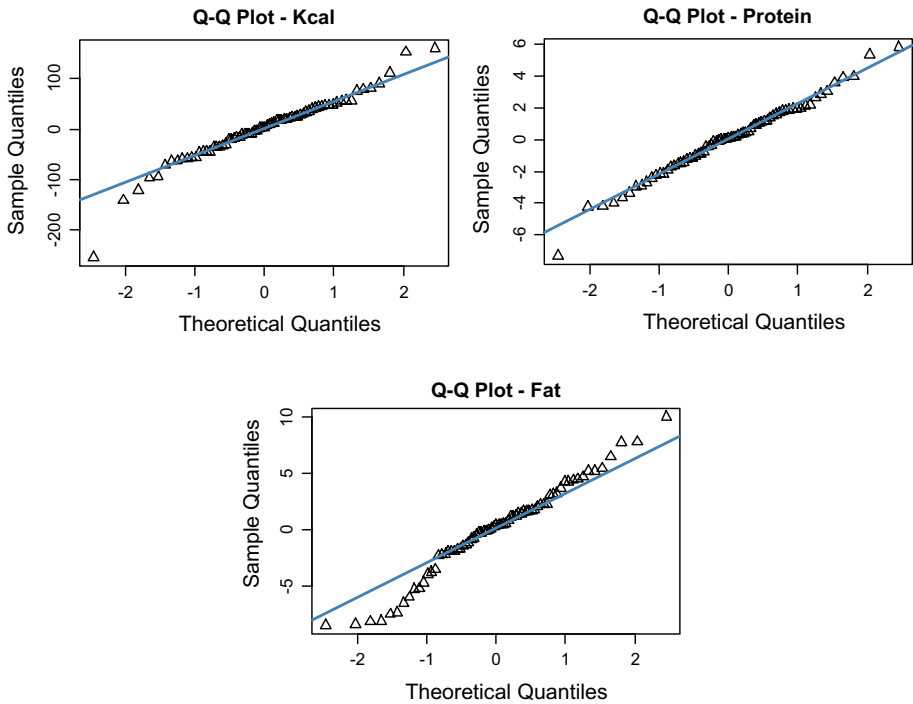 Q-Q Plot - Kcal
Sample Quantiles
100
0
-100
-200
-2 -1 0 1 2
Theoretical Quantiles
Q-Q Plot - Protein
Sample Quantiles
6
4
2
0
-2
-4
-6
-2 -1 0 1 2
Theoretical Quantiles
Q-Q Plot - Fat
Sample Quantiles
10
5
0
-5
-2 -1 0 1 2
Theoretical Quantiles